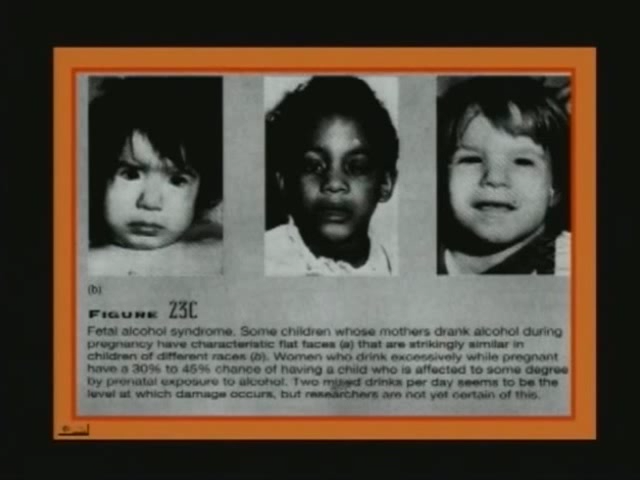 (b)
FIGURE 23C
Fetal alcohol syndrome. Some children whose mothers drank alcohol during
pregnancy have characteristic flat faces (a) that are strikingly similar in
children of different races (b). Women who drink excessively while pregnant
have a 30% to 45% chance of having a child who is affected to some degree
by prenatal exposure to alcohol. Two mixed drinks per day seems to be the
level at which damage occurs, but researchers are not yet certain of this.